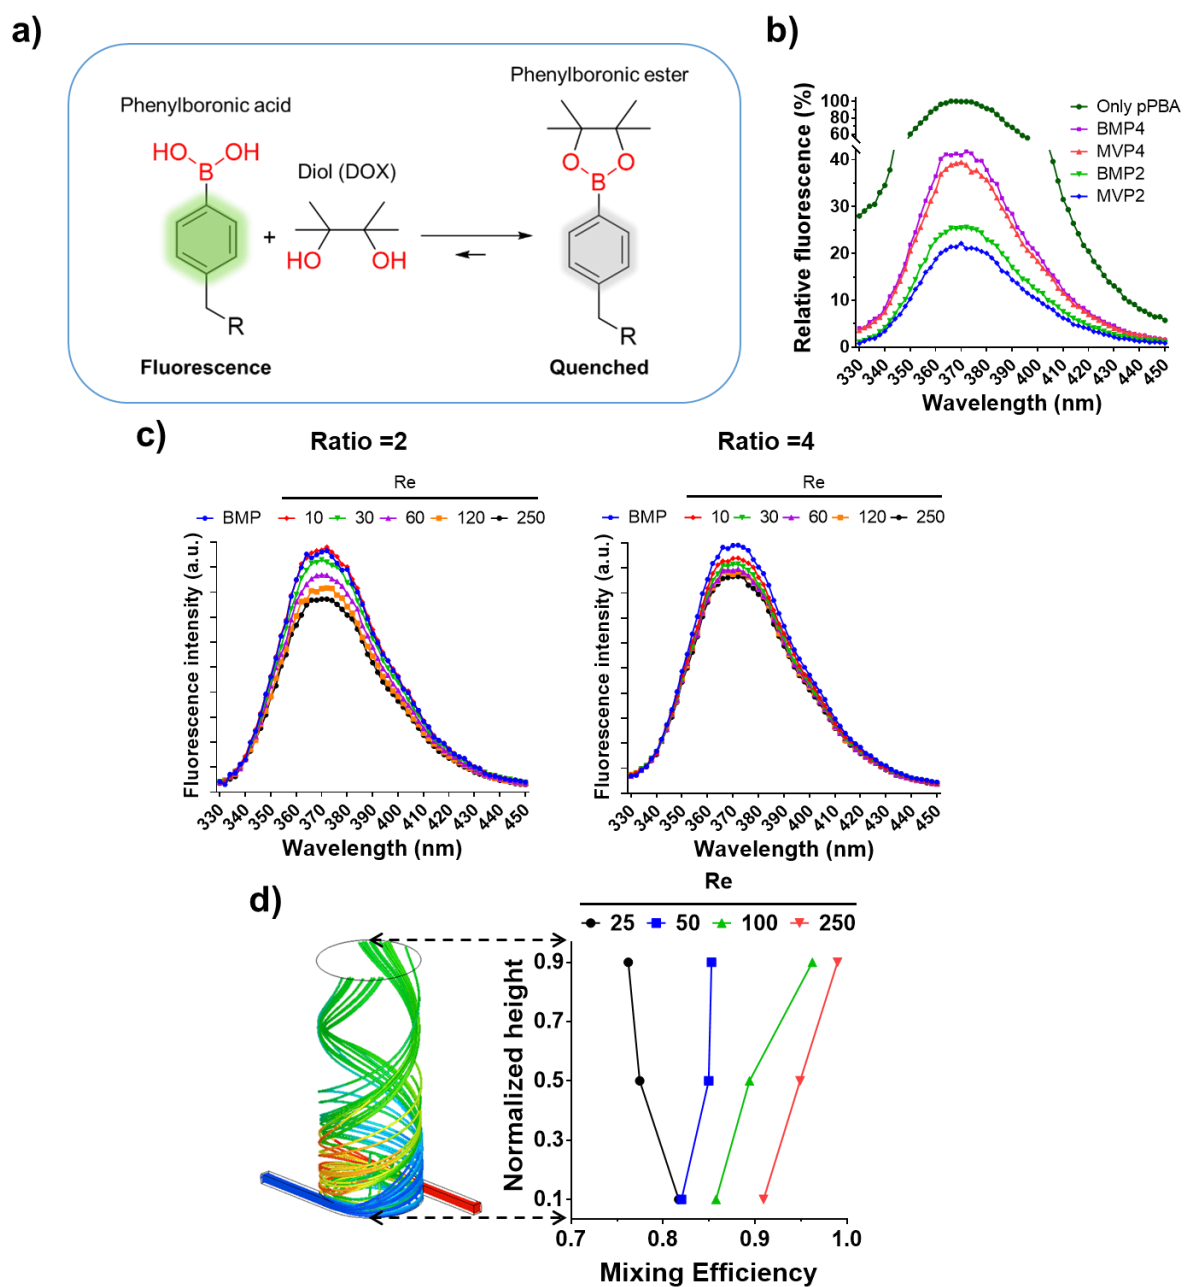 a)
Phenylboronic acid
HO
OH
B
+
Diol (DOX)
HO
OH
R
Fluorescence
Phenylboronic ester
O
O
B
R
Quenched
b)
Relative fluorescence (%)
100
80
60
40
30
20
10
0
330 340 350 360 370 380 390 400 410 420 430 440 450
Wavelength (nm)
Only pPBA
BMP4
MVP4
BMP2
MVP2
c)
Ratio =2
Re
BMP 10 30 60 120 250
Fluorescence intensity (a.u.)
330 340 350 360 370 380 390 400 410 420 430 440 450
Wavelength (nm)
Ratio =4
Re
BMP 10 30 60 120 250
Fluorescence intensity (a.u.)
330 340 350 360 370 380 390 400 410 420 430 440 450
Wavelength (nm)
d)
Re
25 50 100 250
Normalized height
0.9
0.7
0.5
0.3
0.1
0.7 0.8 0.9 1.0
Mixing Efficiency